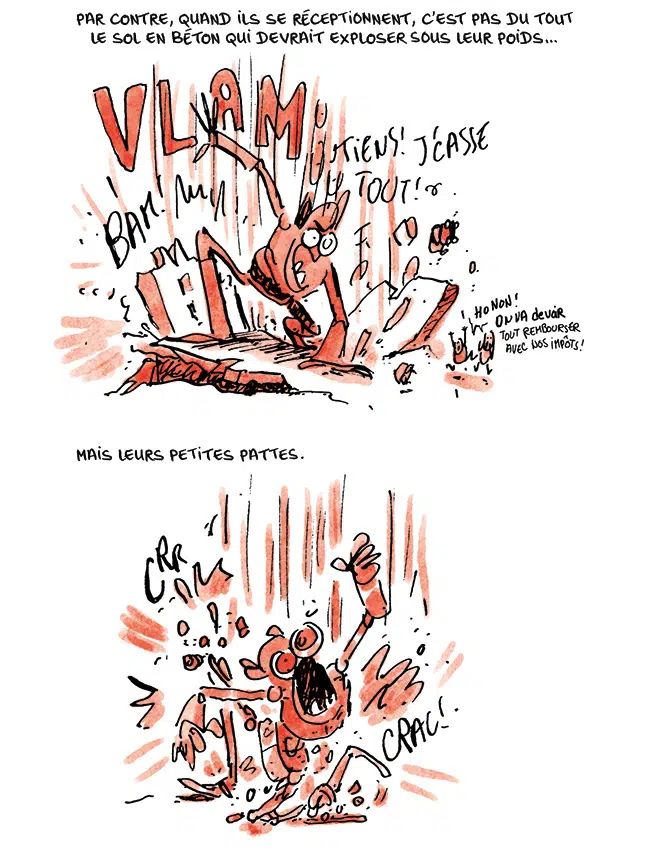 PAR CONTRE, QUAND ILS SE RÉCEPTIONNENT, C'EST PAS DU TOUT
LE SOL EN BÉTON QUI DEVRAIT EXPLOSER SOUS LEUR POIDS...
VLAM
TIENS! J'CASSE
TOUT!
BAM!
HO NON!
ON VA devoir
TOUT REMBOURSER
AVEC NOS IMPÔTS!
MAIS LEURS PETITES PATTES.
CRR
CRAC!